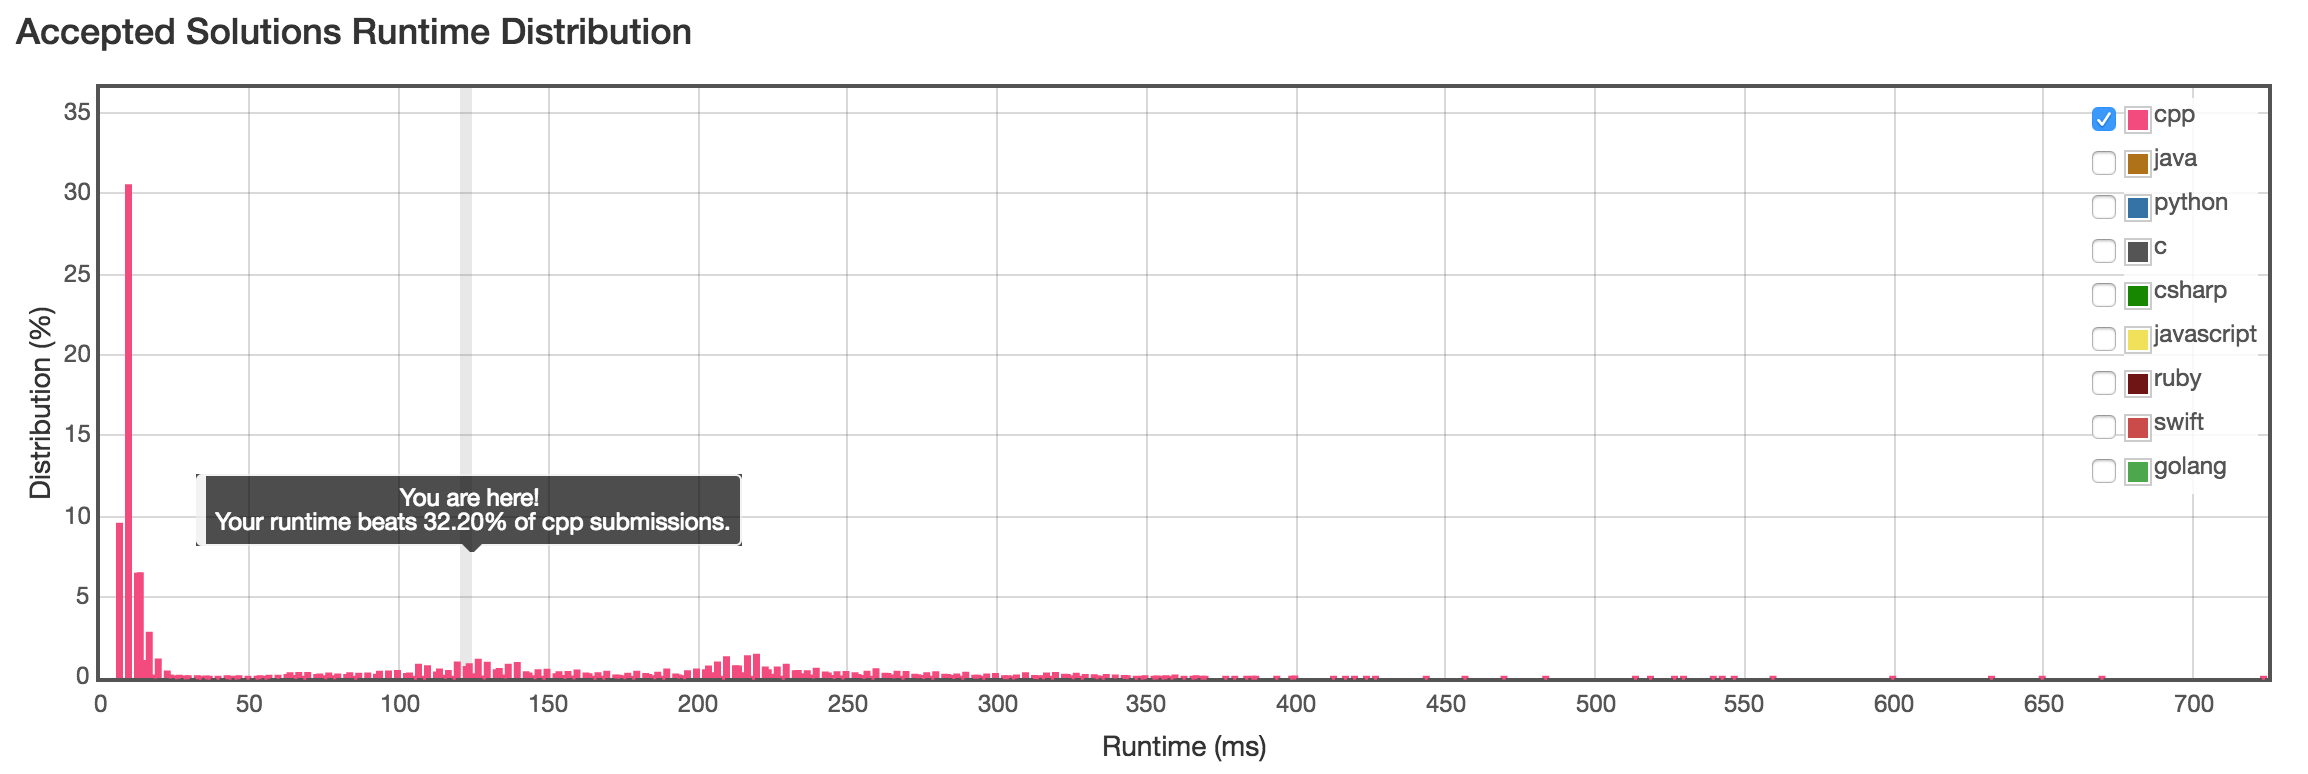 Accepted Solutions Runtime Distribution
Distribution (%)
35
30
25
20
15
10
5
0
You are here!
Your runtime beats 32.20% of cpp submissions.
cpp
java
python
c
csharp
javascript
ruby
swift
golang
0 50 100 150 200 250 300 350 400 450 500 550 600 650 700
Runtime (ms)